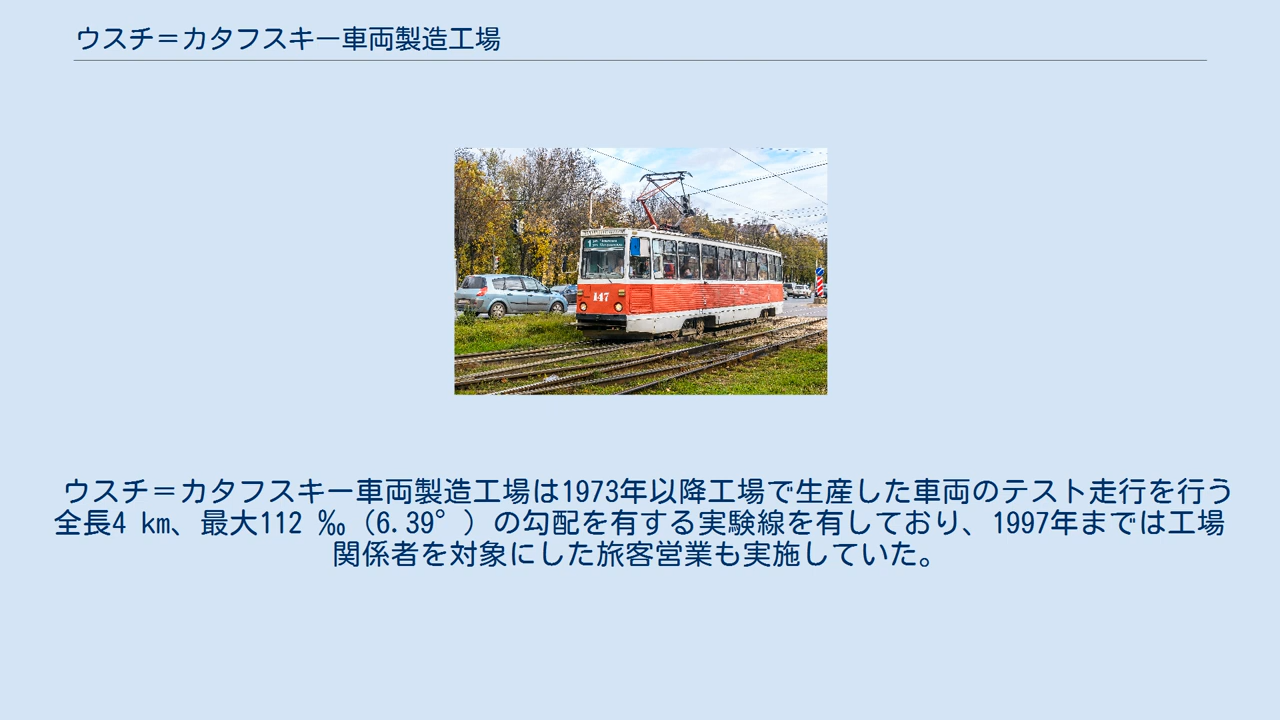 ウスチ＝カタフスキー車両製造工場
147
ウスチ＝カタフスキー車両製造工場は1973年以降工場で生産した車両のテスト走行を行う
全長4 km、最大112 ‰（6.39°）の勾配を有する実験線を有しており、1997年までは工場
関係者を対象にした旅客営業も実施していた。